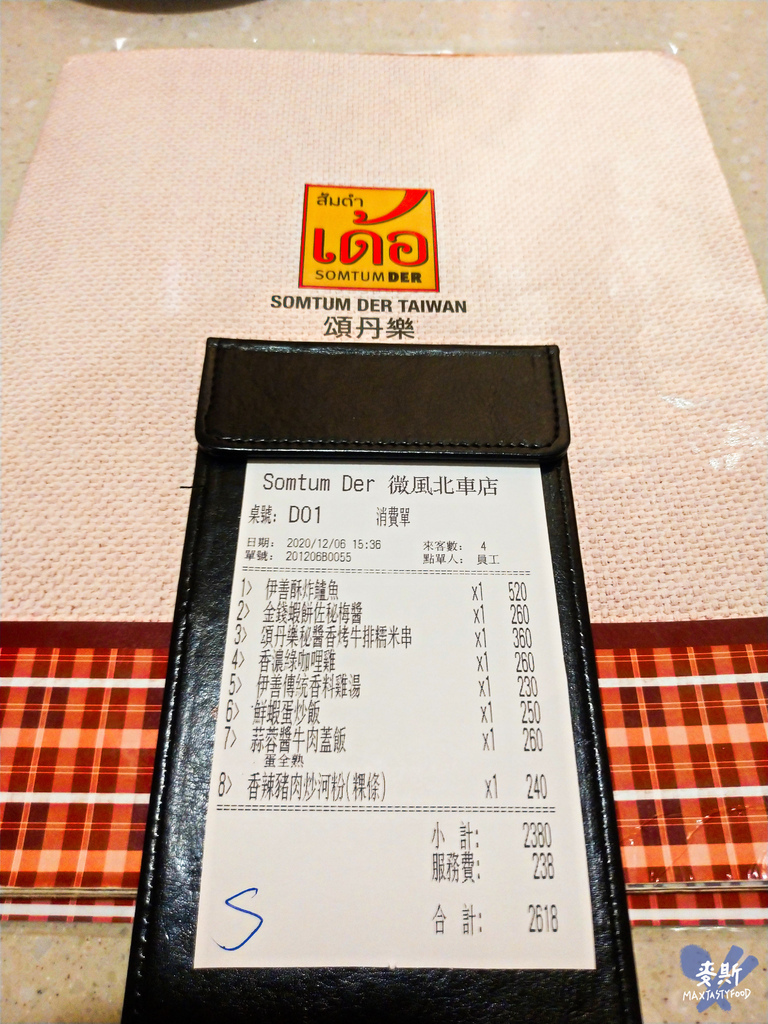 ส้มตำ
เด้อ
SOMTUM DER
SOMTUM DER TAIWAN
頌丹樂
Somtum Der 微風北車店
桌號: D01 消費單
日期: 2020/12/06 15:36 來客數: 4
單號: 201206B0055 點單人: 員工
1> 伊善酥炸鱸魚 x1 520
2> 金錢蝦餅佐秘梅醬 x1 260
3> 頌丹樂秘醬香烤牛排糯米串 x1 360
4> 香濃綠咖哩雞 x1 260
5> 伊善傳統香料雞湯 x1 230
6> 鮮蝦蛋炒飯 x1 250
7> 蒜蓉醬牛肉蓋飯 x1 260
蛋全熟
8> 香辣豬肉炒河粉(粿條) x1 240
小 計: 2380
服務費: 238
合 計: 2618
S
麥斯
MAXTASTYFOOD